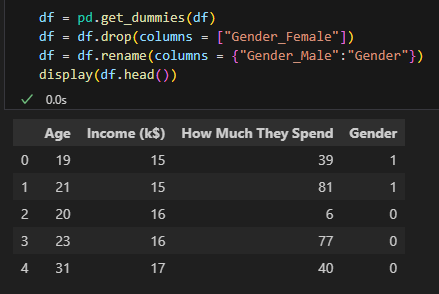 df = pd.get_dummies(df)
df = df.drop(columns = ["Gender_Female"])
df = df.rename(columns = {"Gender_Male":"Gender"})
display(df.head())
✓ 0.0s
Age Income (k$) How Much They Spend Gender
0 19 15 39 1
1 21 15 81 1
2 20 16 6 0
3 23 16 77 0
4 31 17 40 0